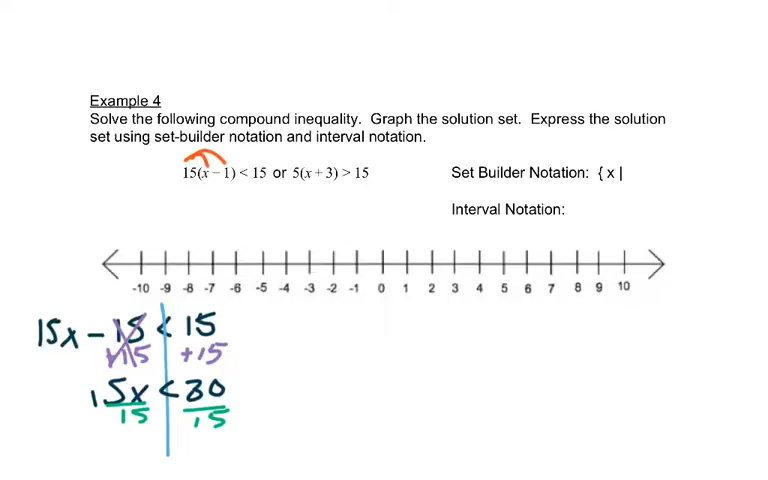 Example 4
Solve the following compound inequality. Graph the solution set. Express the solution
set using set-builder notation and interval notation.
15(x − 1) < 15 or 5(x + 3) > 15
Set Builder Notation: { x |
Interval Notation:
-10 -9 -8 -7 -6 -5 -4 -3 -2 -1 0 1 2 3 4 5 6 7 8 9 10
15x − 15 < 15
+15 +15
15x < 30
15 15